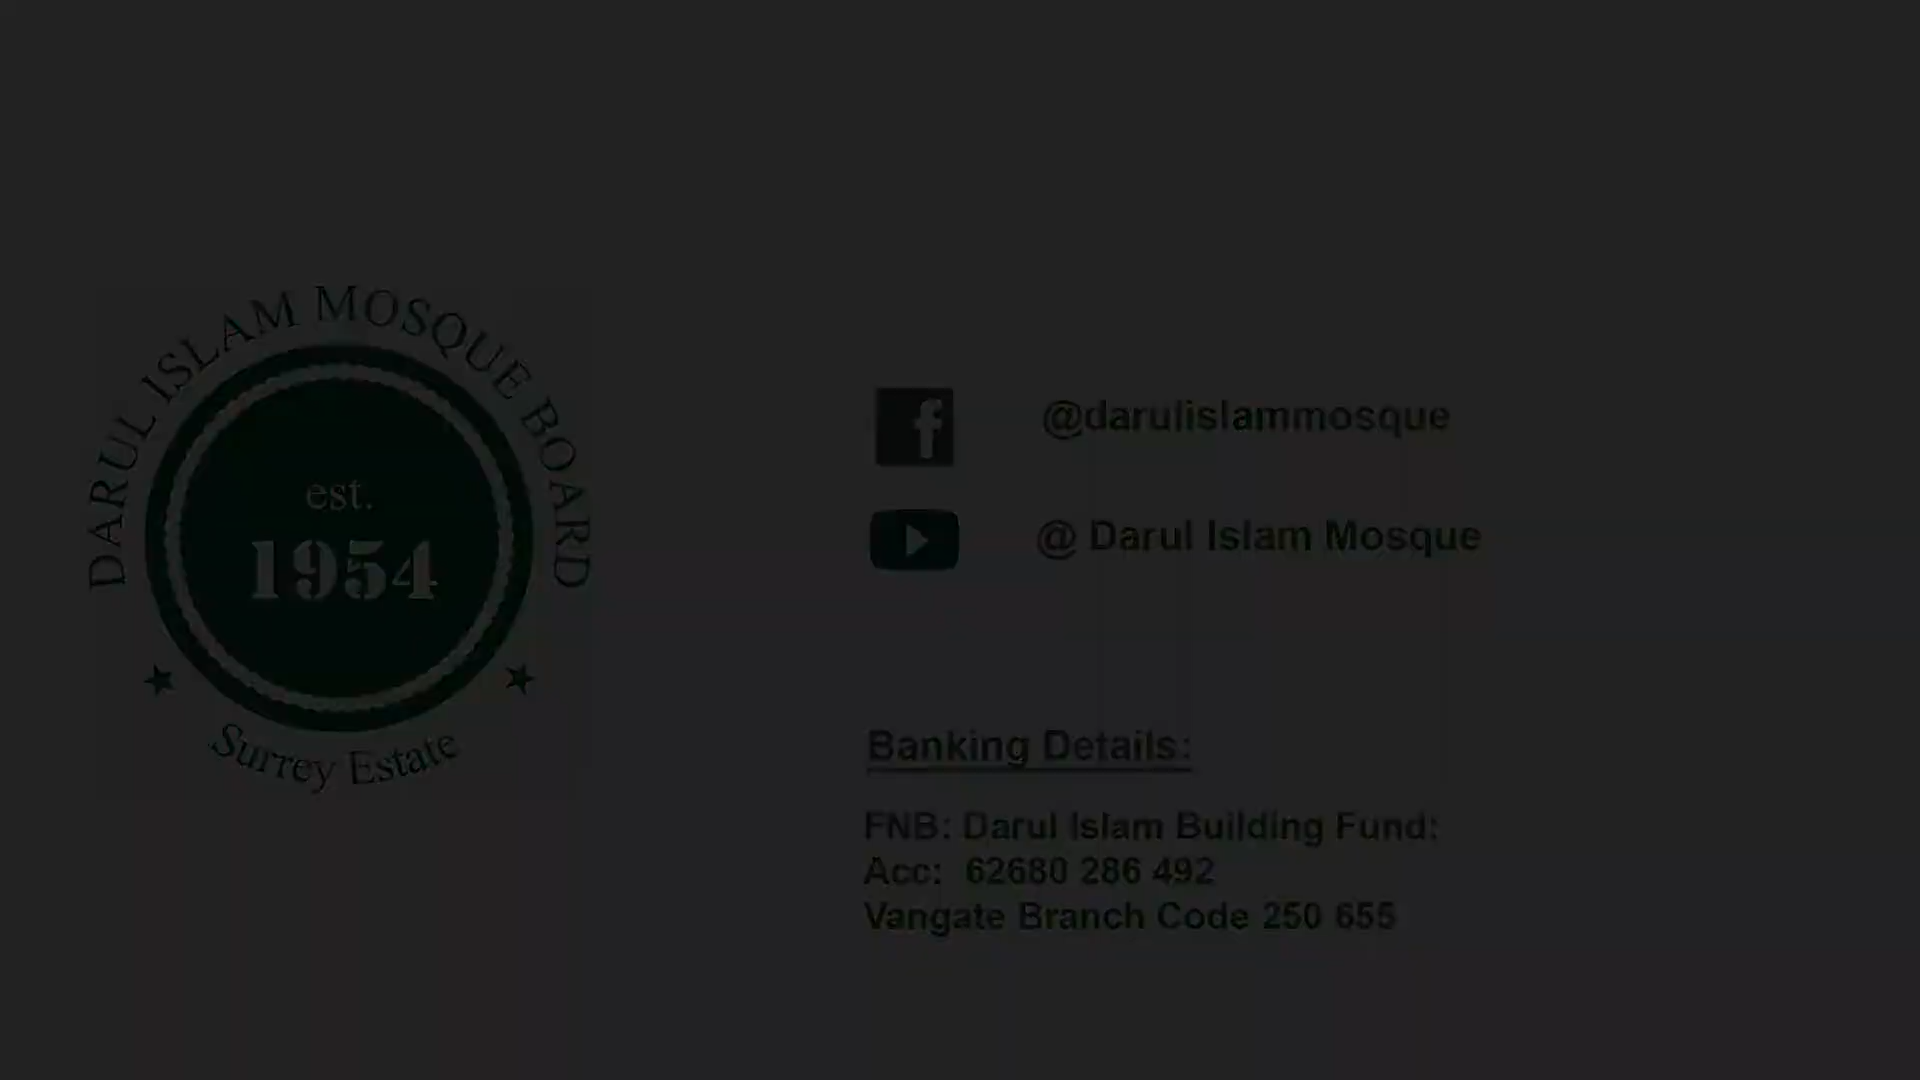 DARUL ISLAM MOSQUE BOARD
est.
1954
Surrey Estate
@darulislammosque
@ Darul Islam Mosque
Banking Details:
FNB: Darul Islam Building Fund:
Acc: 62680 286 492
Vangate Branch Code 250 655